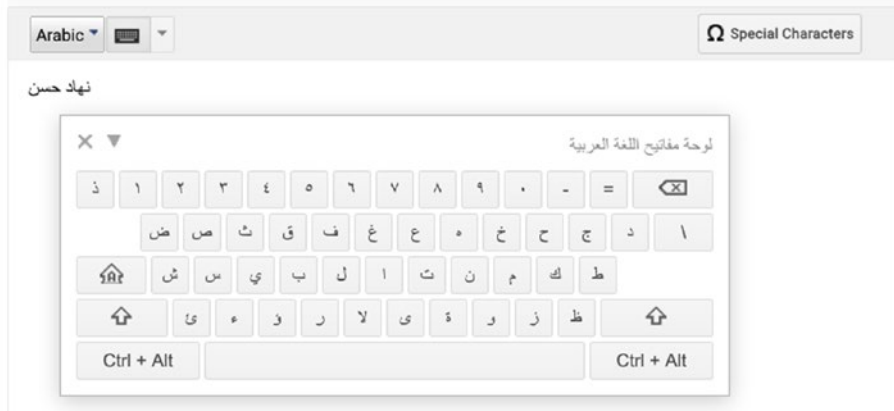 Arabic
Ω Special Characters
نهاد حسن
لوحة مفاتيح اللغة العربية
ذ ١ ٢ ٣ ٤ ٥ ٦ ٧ ٨ ٩ ٠ - =
ض ص ث ق ف غ ع ه خ ح ج د \
ش س ي ب ل ا ت ن م ك ط
ئ ء ؤ ر لا ى ة و ز ظ
Ctrl + Alt Ctrl + Alt